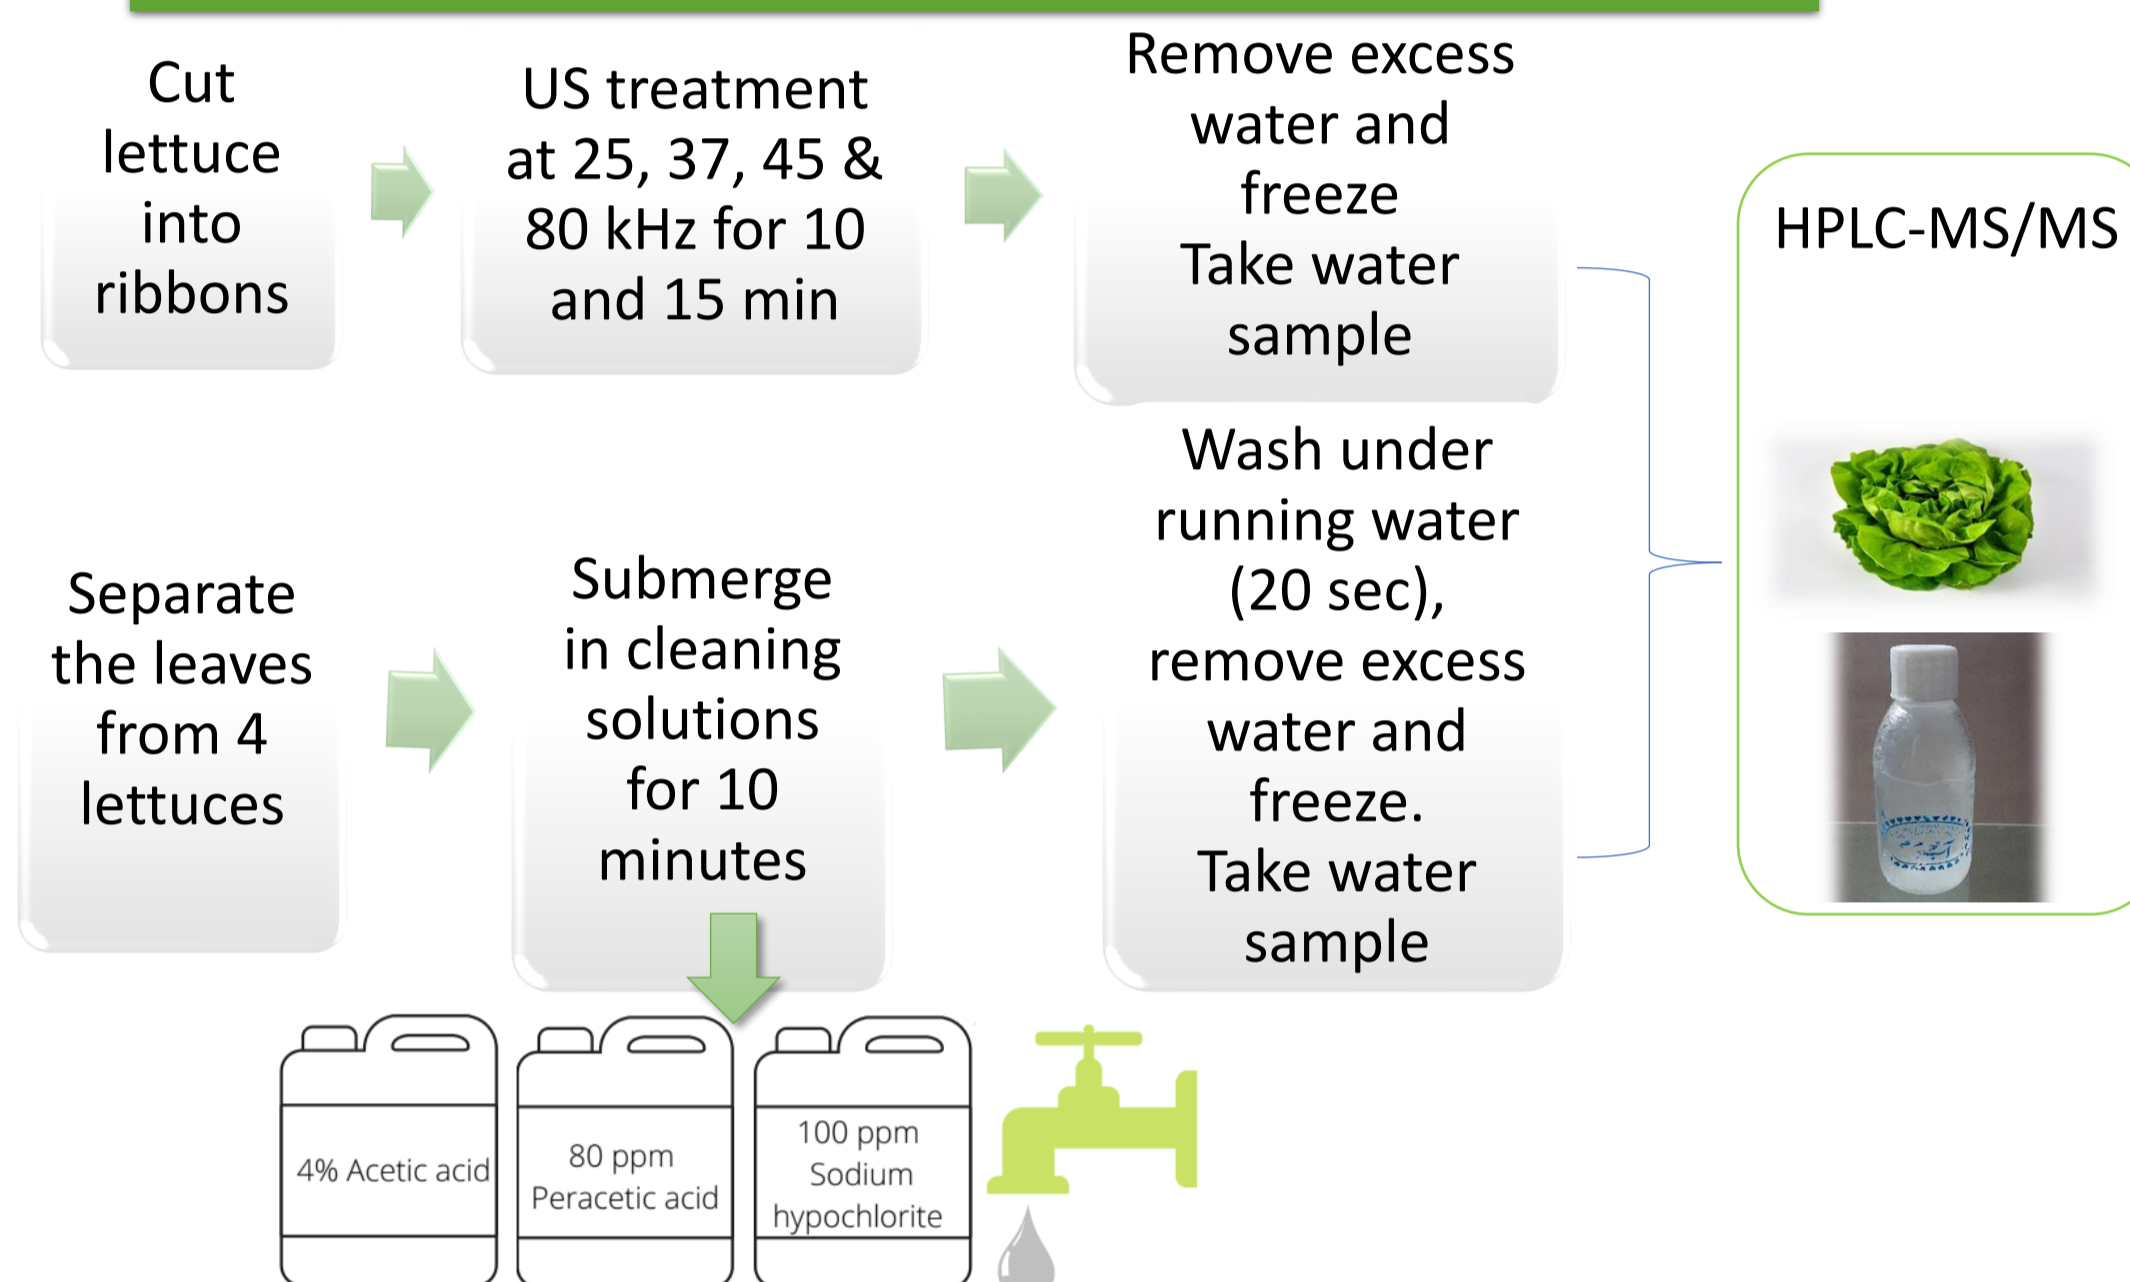 Cut
lettuce
into
ribbons
US treatment
at 25, 37, 45 &
80 kHz for 10
and 15 min
Remove excess
water and
freeze
Take water
sample
HPLC-MS/MS
Separate
the leaves
from 4
lettuces
Submerge
in cleaning
solutions
for 10
minutes
Wash under
running water
(20 sec),
remove excess
water and
freeze.
Take water
sample
4% Acetic acid
80 ppm
Peracetic acid
100 ppm
Sodium
hypochlorite